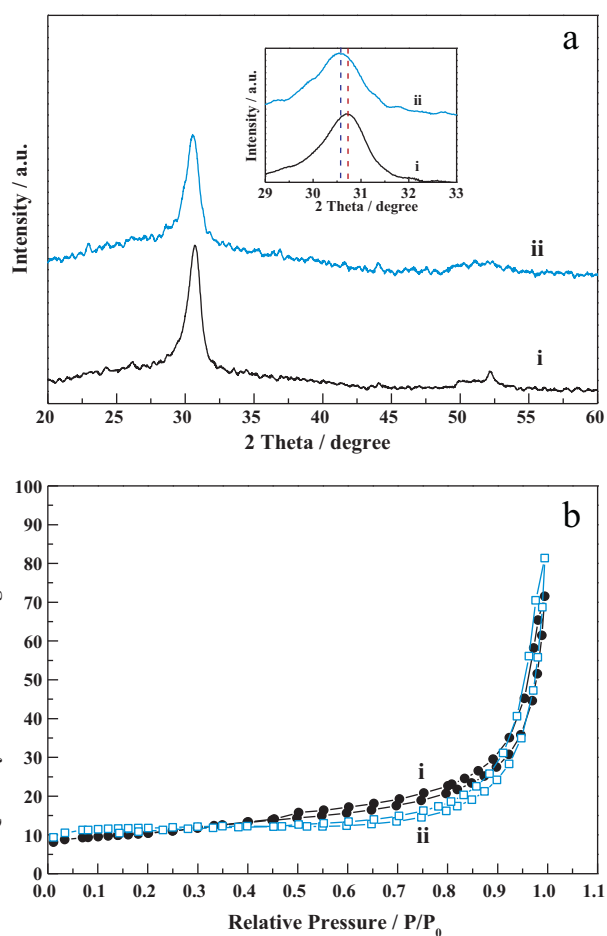 a
Intensity / a.u.
ii
i
29 30 31 32 33
2 Theta / degree
Intensity / a.u.
ii
i
20 25 30 35 40 45 50 55 60
2 Theta / degree
b
90
80
70
60
50
40
30
20
10
0
i
ii
0.0 0.1 0.2 0.3 0.4 0.5 0.6 0.7 0.8 0.9 1.0 1.1
Relative Pressure / P/P₀